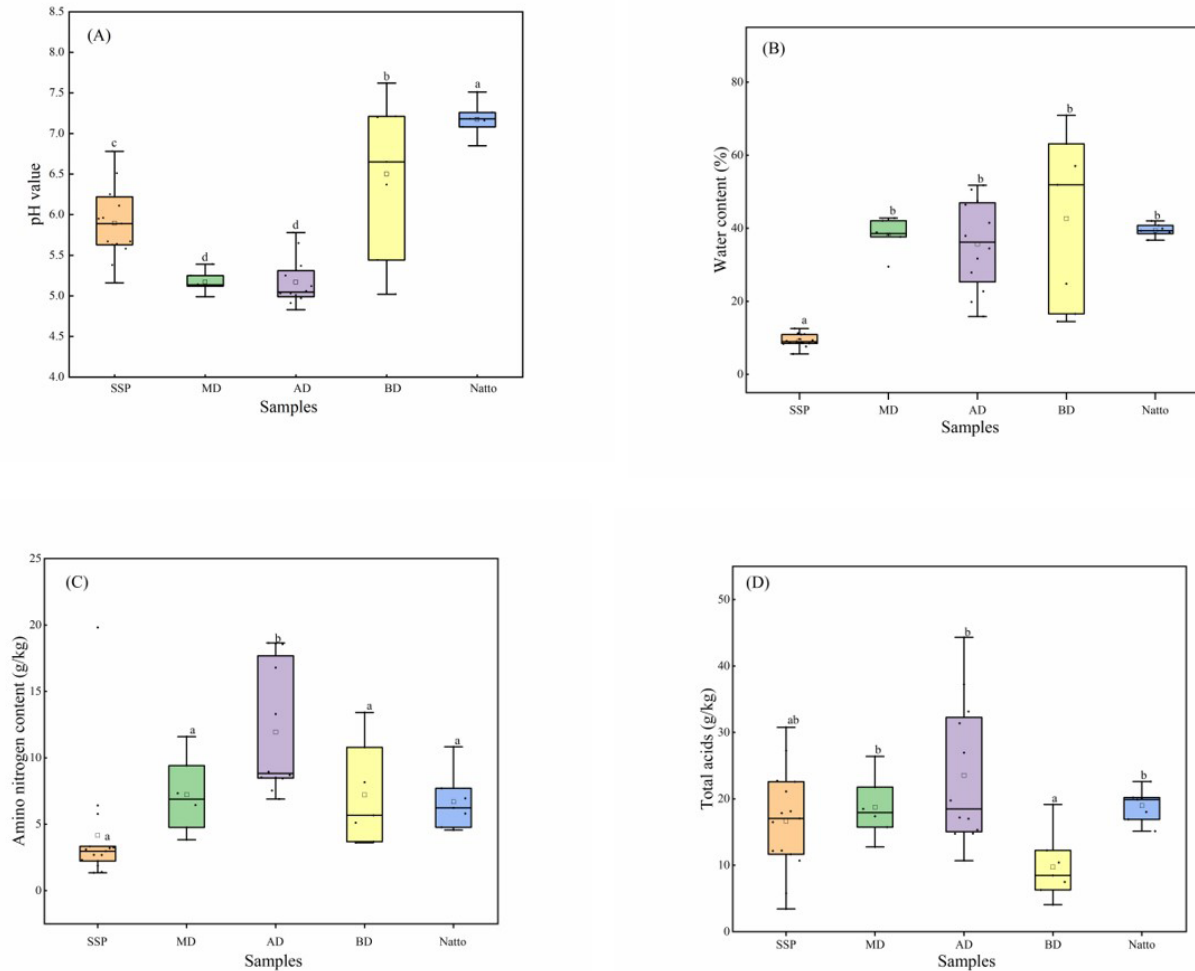 (A)
pH value
8.5
8.0
7.5
7.0
6.5
6.0
5.5
5.0
4.5
4.0
c
d
d
b
a
SSP MD AD BD Natto
Samples
(B)
Water content (%)
80
60
40
20
0
a
b
b
b
b
SSP MD AD BD Natto
Samples
(C)
Amino nitrogen content (g/kg)
25
20
15
10
5
0
a
a
b
a
a
SSP MD AD BD Natto
Samples
(D)
Total acids (g/kg)
50
40
30
20
10
0
ab
b
b
a
b
SSP MD AD BD Natto
Samples